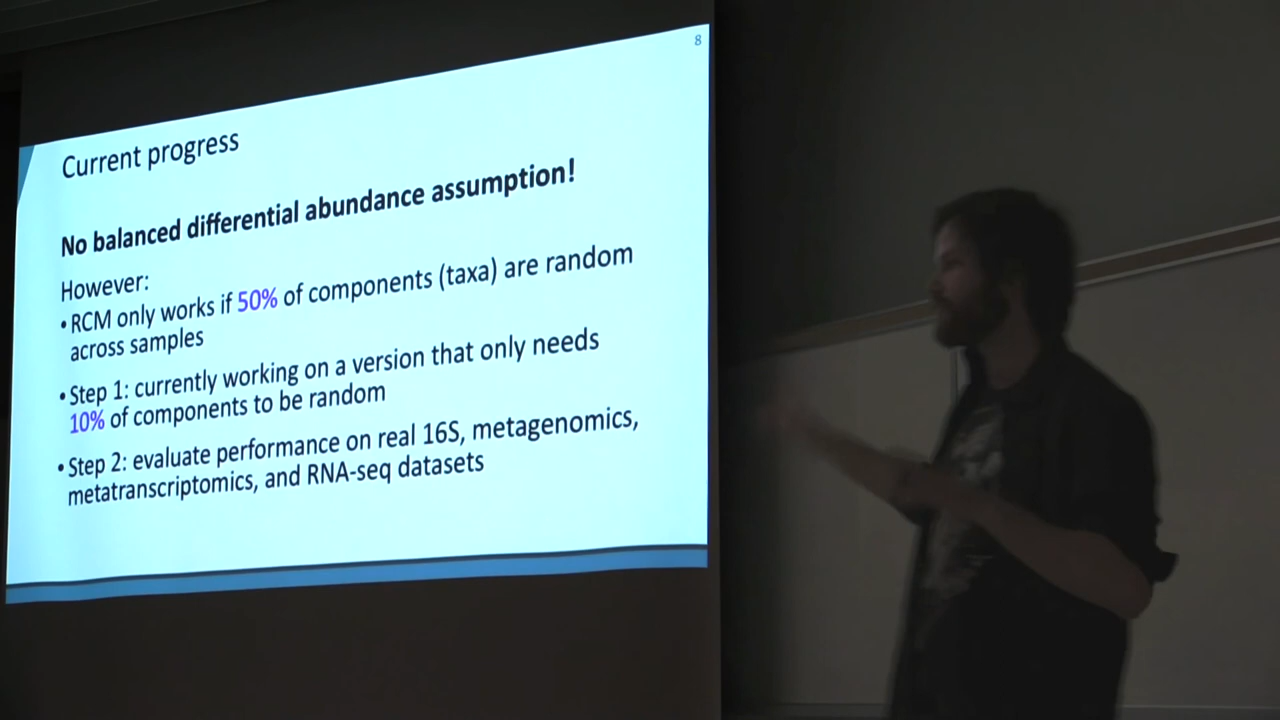 8
Current progress
No balanced differential abundance assumption!
However:
•RCM only works if 50% of components (taxa) are random
across samples
•Step 1: currently working on a version that only needs
10% of components to be random
•Step 2: evaluate performance on real 16S, metagenomics,
metatranscriptomics, and RNA-seq datasets